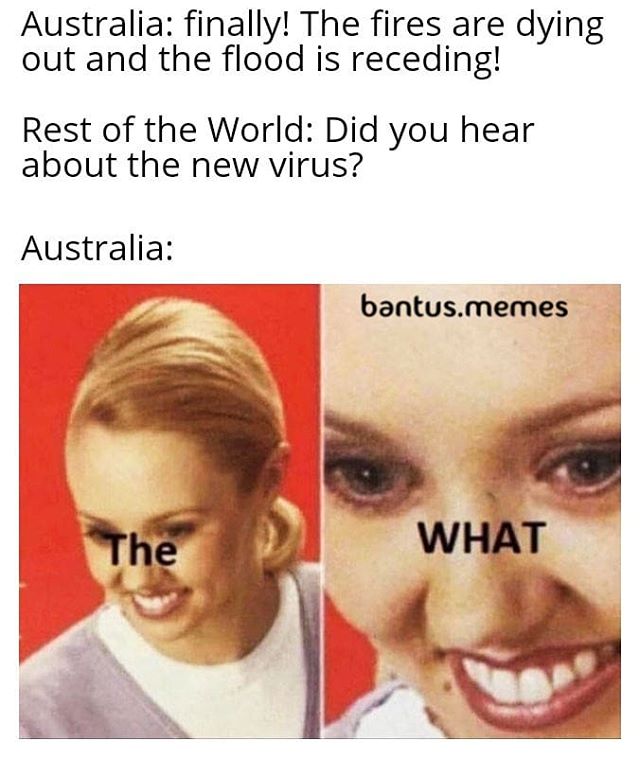 Australia: finally! The fires are dying
out and the flood is receding!
Rest of the World: Did you hear
about the new virus?
Australia:
bantus.memes
The
WHAT